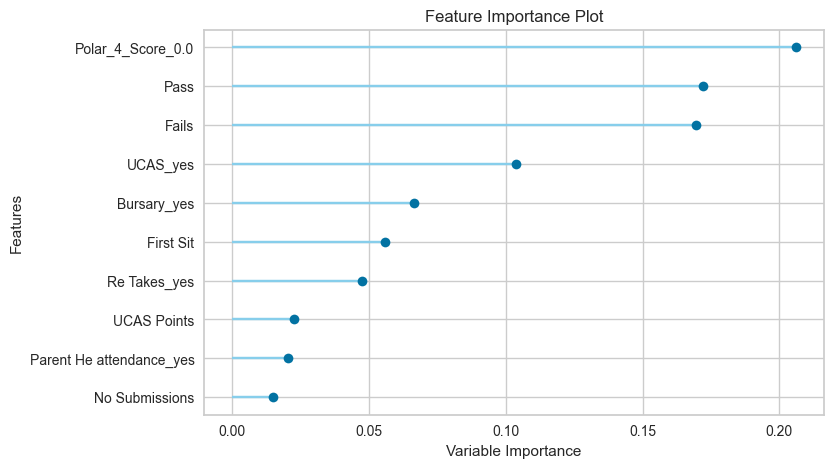 Feature Importance Plot
Features
Polar_4_Score_0.0
Pass
Fails
UCAS_yes
Bursary_yes
First Sit
Re Takes_yes
UCAS Points
Parent He attendance_yes
No Submissions
0.00 0.05 0.10 0.15 0.20
Variable Importance